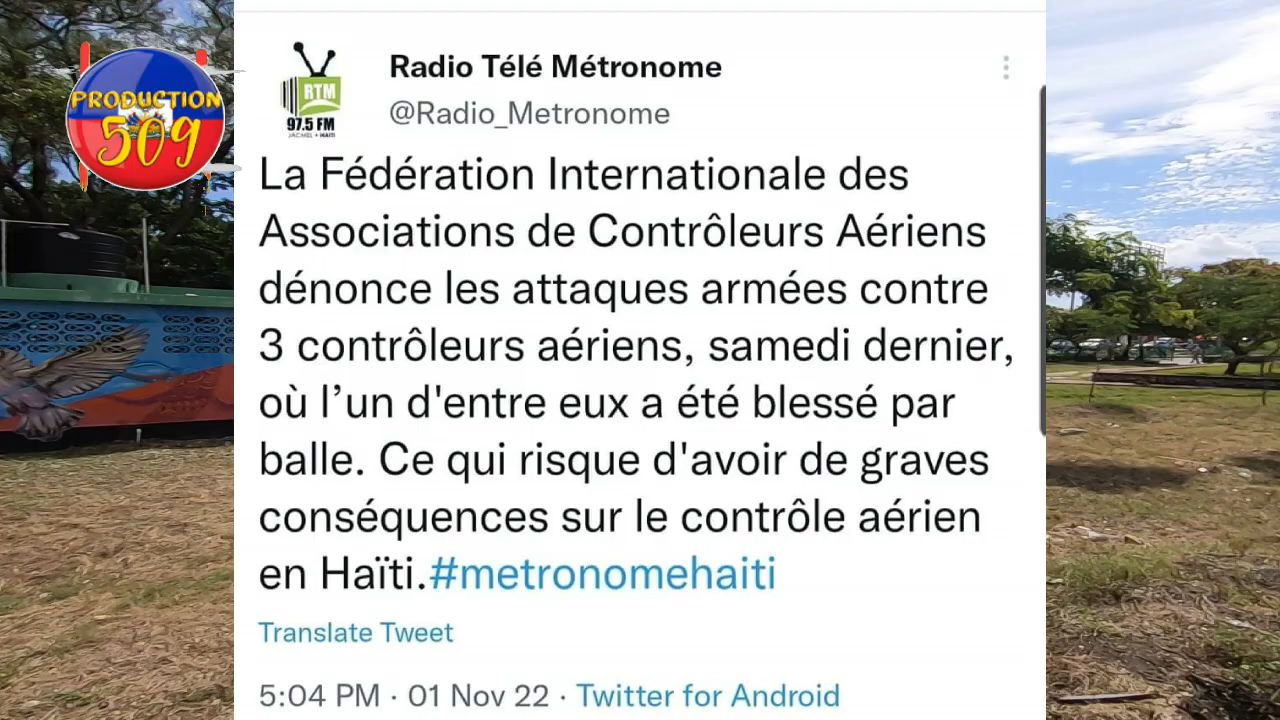 PRODUCTION
509
RTM
97.5 FM
JACMEL • HAITI
Radio Télé Métronome
@Radio_Metronome
La Fédération Internationale des
Associations de Contrôleurs Aériens
dénonce les attaques armées contre
3 contrôleurs aériens, samedi dernier,
où l’un d'entre eux a été blessé par
balle. Ce qui risque d'avoir de graves
conséquences sur le contrôle aérien
en Haïti.#metronomehaiti
Translate Tweet
5:04 PM · 01 Nov 22 · Twitter for Android